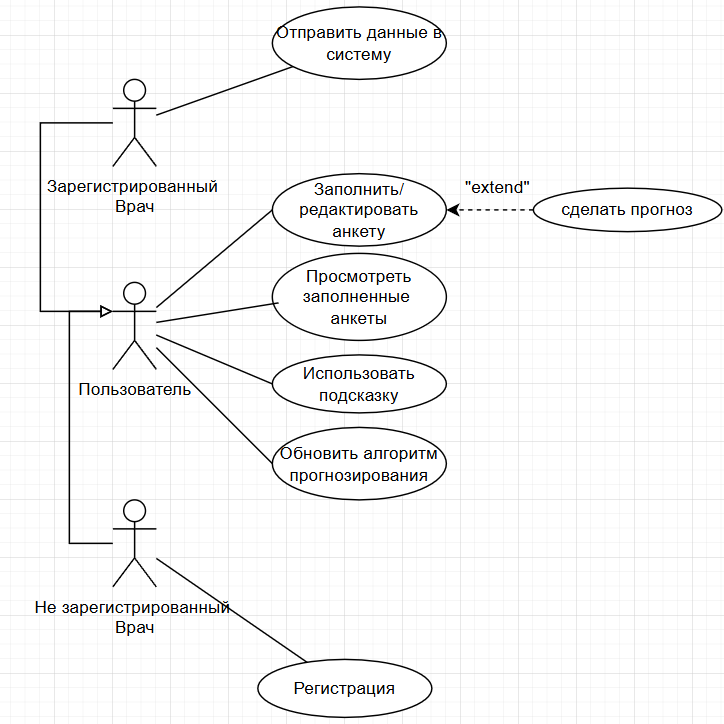 Отправить данные в
систему
Зарегистрированный
Врач
Заполнить/
редактировать
анкету
"extend"
сделать прогноз
Просмотреть
заполненные
анкеты
Пользователь
Использовать
подсказку
Обновить алгоритм
прогнозирования
Не зарегистрированный
Врач
Регистрация